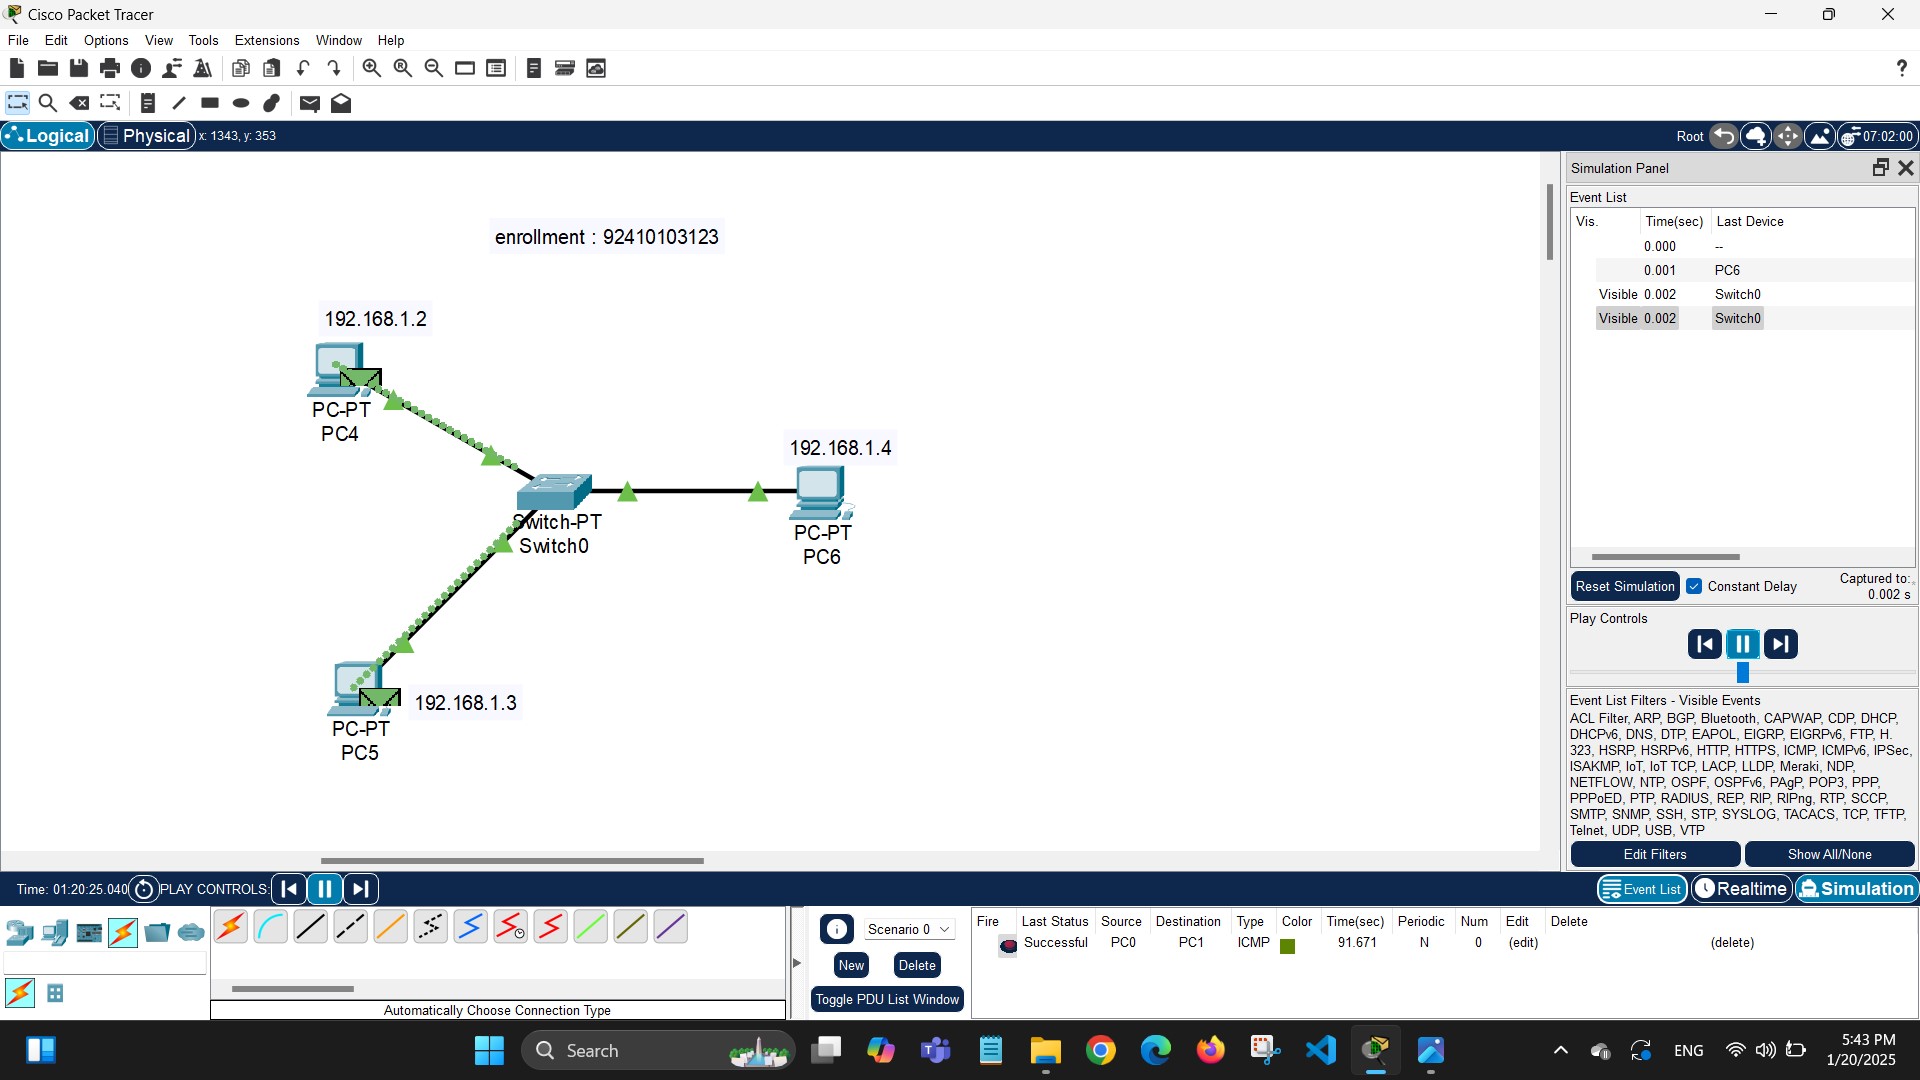 Cisco Packet Tracer
File Edit Options View Tools Extensions Window Help
?
Logical Physical x: 1343, y: 353 Root 07:02:00
enrollment : 92410103123
192.168.1.2
PC-PT
PC4
192.168.1.4
Switch-PT
Switch0
PC-PT
PC6
192.168.1.3
PC-PT
PC5
Simulation Panel
Event List
Vis. Time(sec) Last Device
0.000 --
0.001 PC6
Visible 0.002 Switch0
Visible 0.002 Switch0
Reset Simulation Constant Delay Captured to:
0.002 s
Play Controls
Event List Filters - Visible Events
ACL Filter, ARP, BGP, Bluetooth, CAPWAP, CDP, DHCP,
DHCPv6, DNS, DTP, EAPOL, EIGRP, EIGRPv6, FTP, H.
323, HSRP, HSRPv6, HTTP, HTTPS, ICMP, ICMPv6, IPSec,
ISAKMP, IoT, IoT TCP, LACP, LLDP, Meraki, NDP,
NETFLOW, NTP, OSPF, OSPFv6, PAgP, POP3, PPP,
PPPoED, PTP, RADIUS, REP, RIP, RIPng, RTP, SCCP,
SMTP, SNMP, SSH, STP, SYSLOG, TACACS, TCP, TFTP,
Telnet, UDP, USB, VTP
Edit Filters Show All/None
Time: 01:20:25.040 PLAY CONTROLS: Event List Realtime Simulation
Automatically Choose Connection Type
Scenario 0
New Delete
Toggle PDU List Window
Fire Last Status Source Destination Type Color Time(sec) Periodic Num Edit Delete
Successful PC0 PC1 ICMP 91.671 N 0 (edit) (delete)
Search
ENG
5:43 PM
1/20/2025